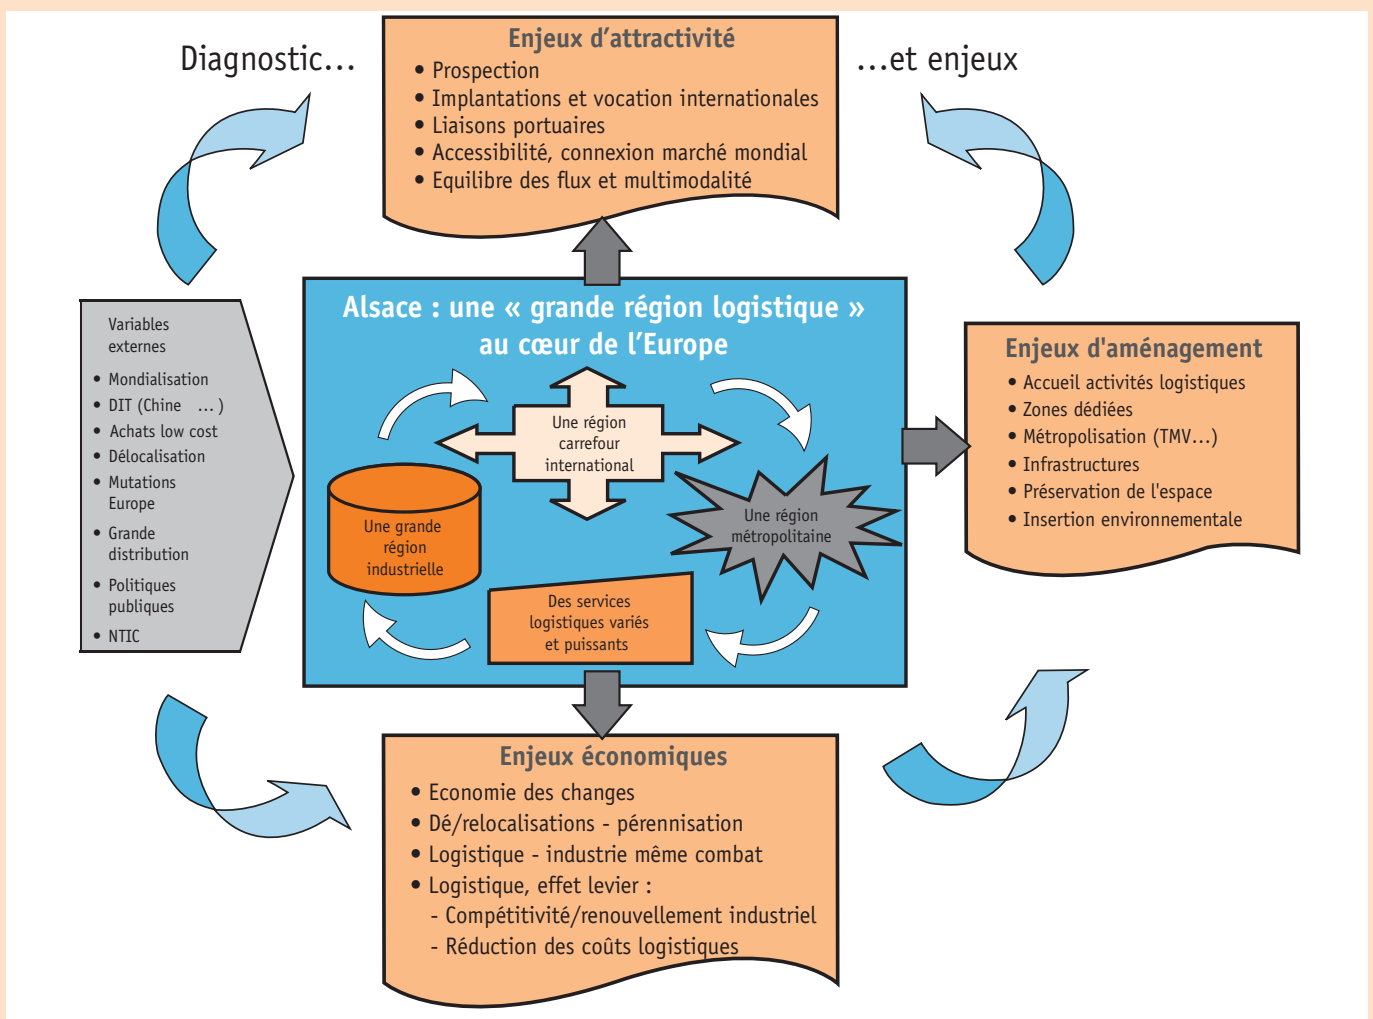 Diagnostic...
...et enjeux
Enjeux d'attractivité
• Prospection
• Implantations et vocation internationales
• Liaisons portuaires
• Accessibilité, connexion marché mondial
• Equilibre des flux et multimodalité
Variables
externes
• Mondialisation
• DIT (Chine ...)
• Achats low cost
• Délocalisation
• Mutations
Europe
• Grande
distribution
• Politiques
publiques
• NTIC
Alsace : une « grande région logistique »
au cœur de l'Europe
Une région
carrefour
international
Une grande
région
industrielle
Une région
métropolitaine
Des services
logistiques variés
et puissants
Enjeux d'aménagement
• Accueil activités logistiques
• Zones dédiées
• Métropolisation (TMV...)
• Infrastructures
• Préservation de l'espace
• Insertion environnementale
Enjeux économiques
• Economie des changes
• Dé/relocalisations - pérennisation
• Logistique - industrie même combat
• Logistique, effet levier :
- Compétitivité/renouvellement industriel
- Réduction des coûts logistiques